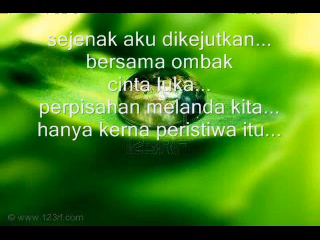 sejenak aku dikejutkan...
bersama ombak
cinta luka...
perpisahan melanda kita...
hanya kerna peristiwa itu...
© www.123rf.com